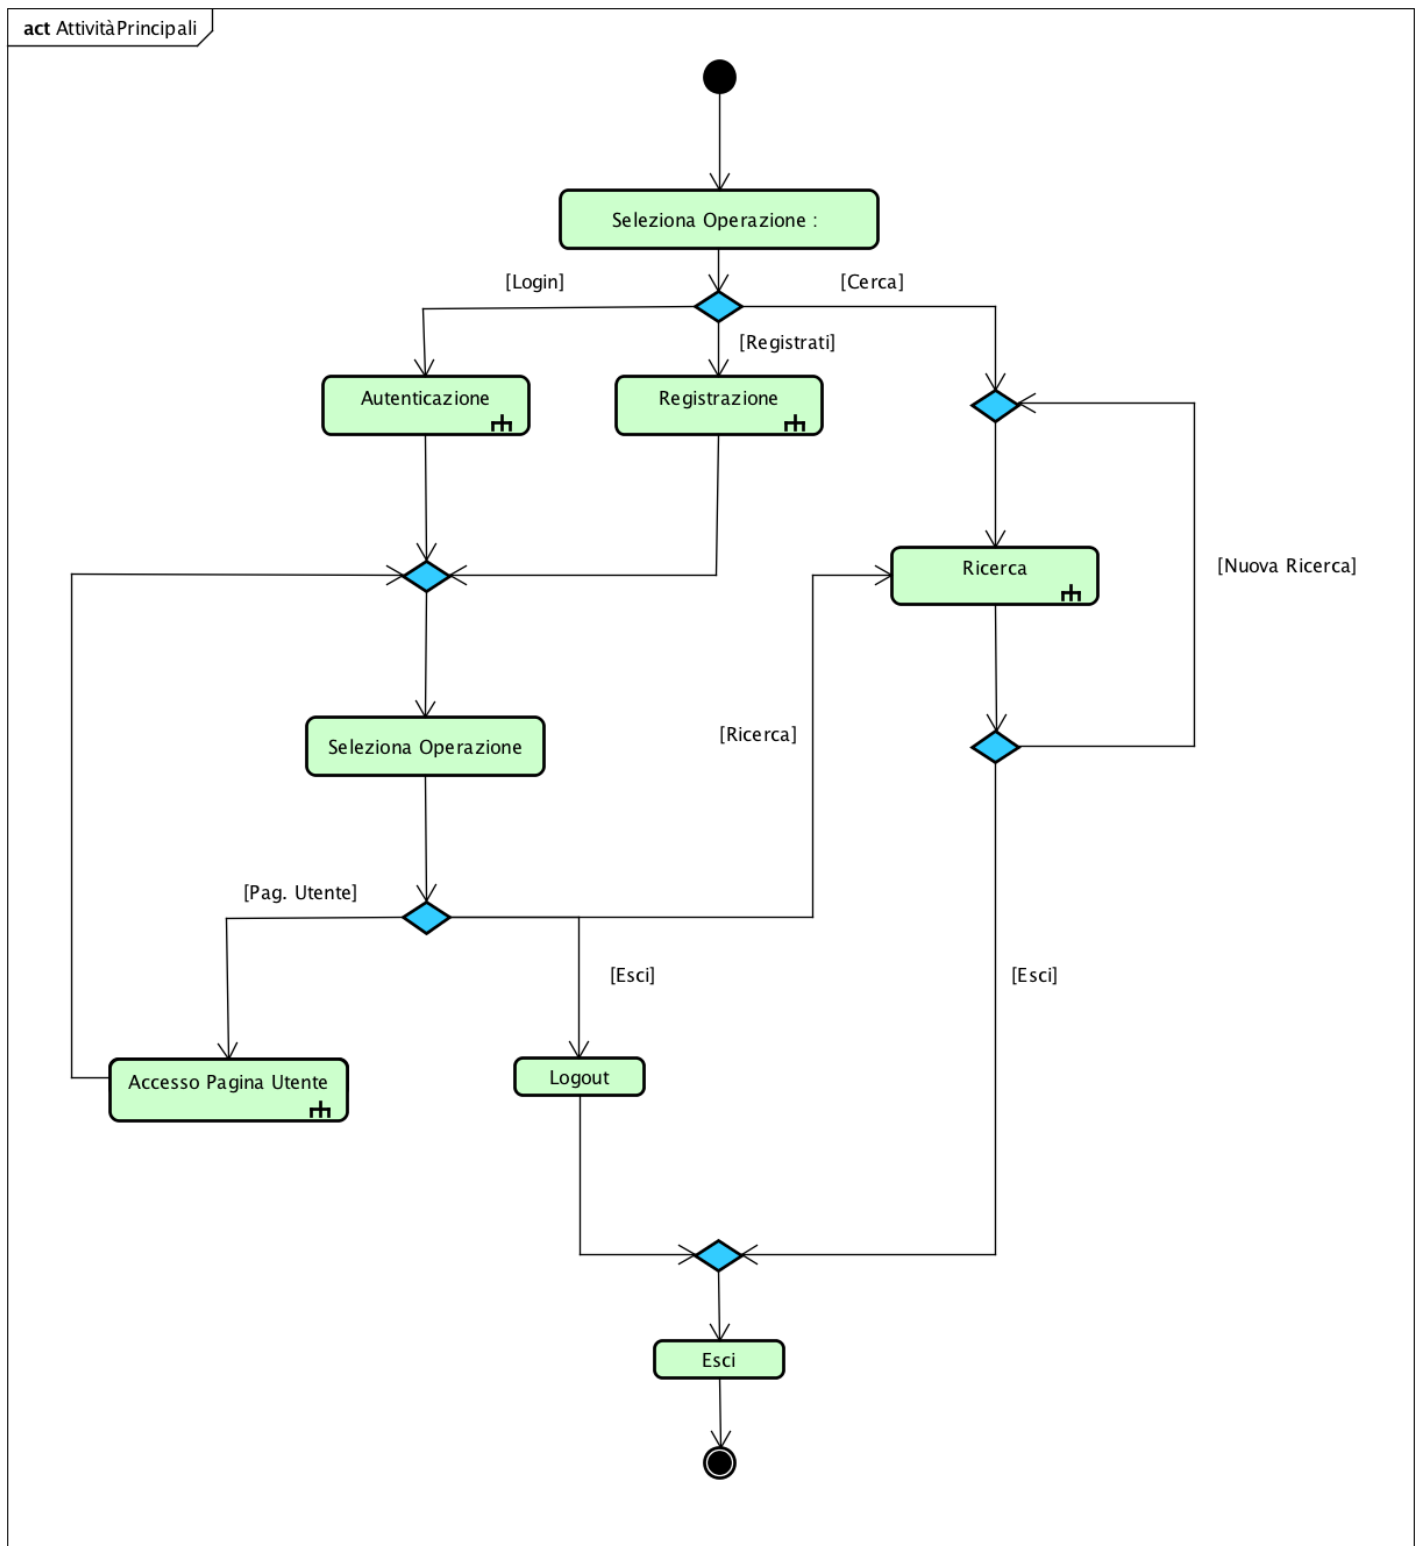 act AttivitàPrincipali
Seleziona Operazione :
[Login]
[Cerca]
[Registrati]
Autenticazione
Registrazione
Ricerca
[Nuova Ricerca]
Seleziona Operazione
[Ricerca]
[Pag. Utente]
[Esci]
[Esci]
Accesso Pagina Utente
Logout
Esci